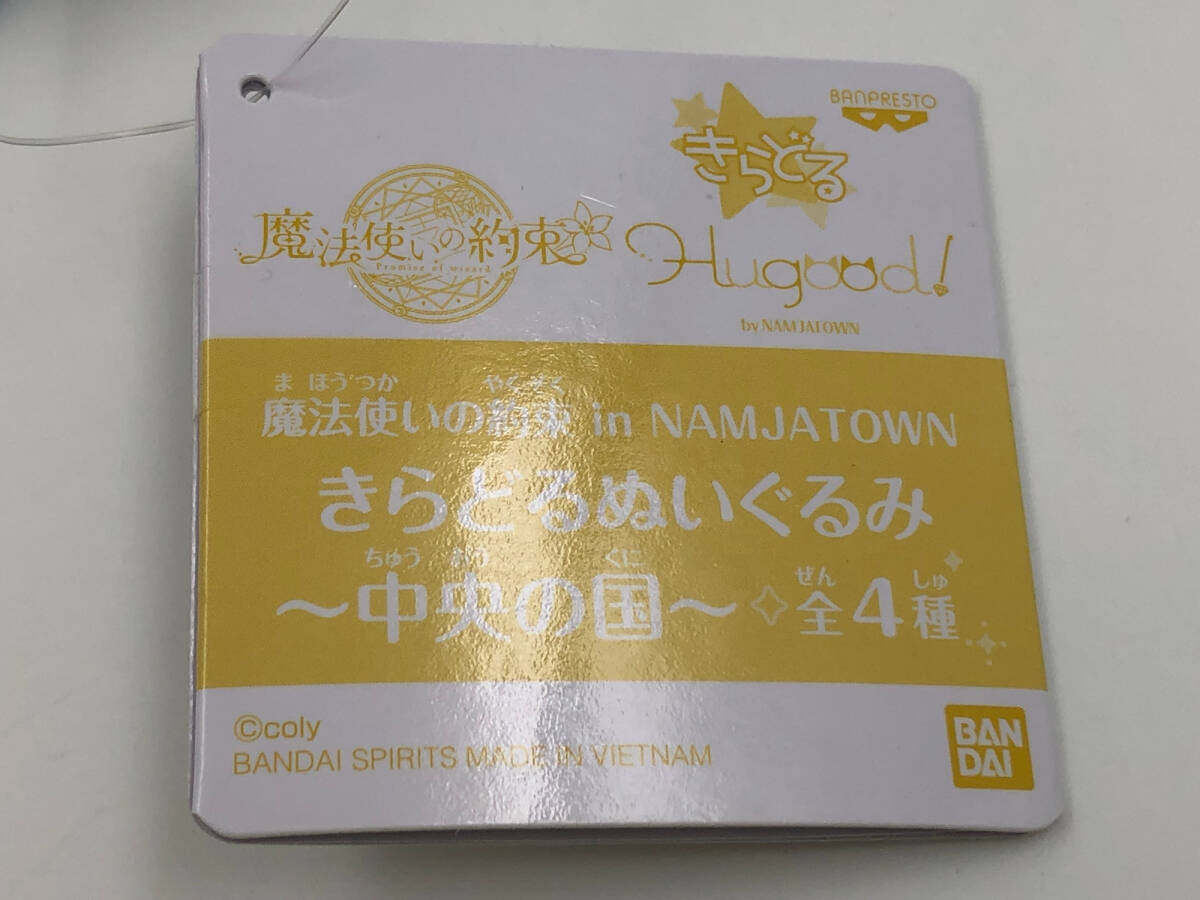 BANPRESTO
きらどる
魔法使いの約束
Promise of wizard
Hugood!
by NAMJATOWN
ま ほう つか やくそく
魔法使いの約束 in NAMJATOWN
きらどるぬいぐるみ
ちゅう おう くに ぜん しゅ
〜中央の国〜 全4種
©coly
BANDAI SPIRITS MADE IN VIETNAM
BAN
DAI